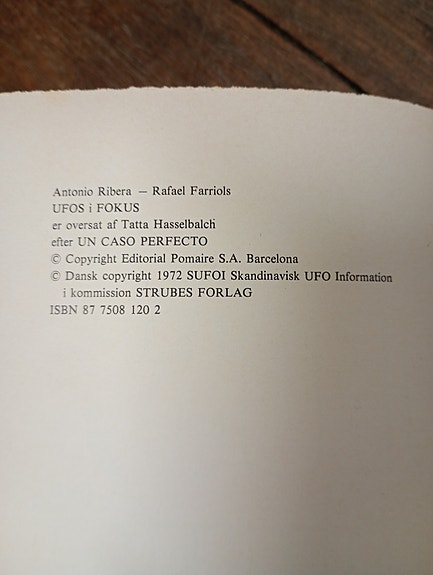 Antonio Ribera – Rafael Farriols
UFOS i FOKUS
er oversat af Tatta Hasselbalch
efter UN CASO PERFECTO
© Copyright Editorial Pomaire S.A. Barcelona
© Dansk copyright 1972 SUFOI Skandinavisk UFO Information
i kommission STRUBES FORLAG
ISBN 87 7508 120 2